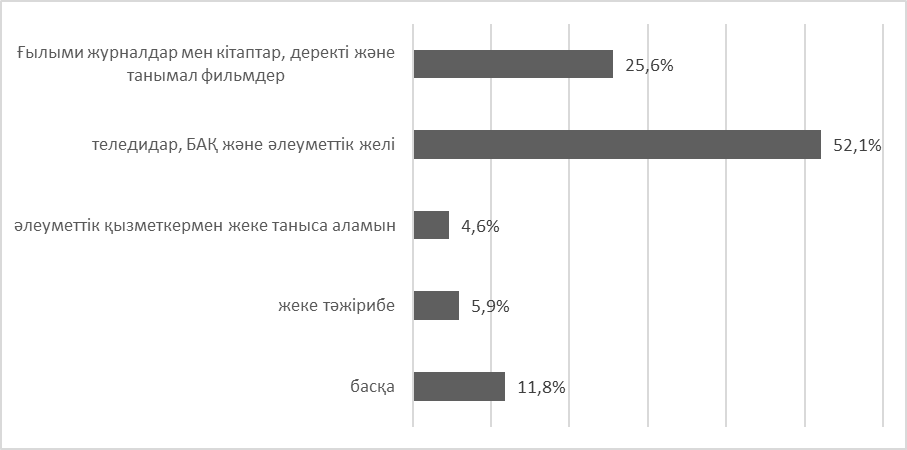 Ғылыми журналдар мен кітаптар, деректі және
танымал фильмдер
25,6%
теледидар, БАҚ және әлеуметтік желі
52,1%
әлеуметтік қызметкермен жеке таныса аламын
4,6%
жеке тәжірибе
5,9%
басқа
11,8%